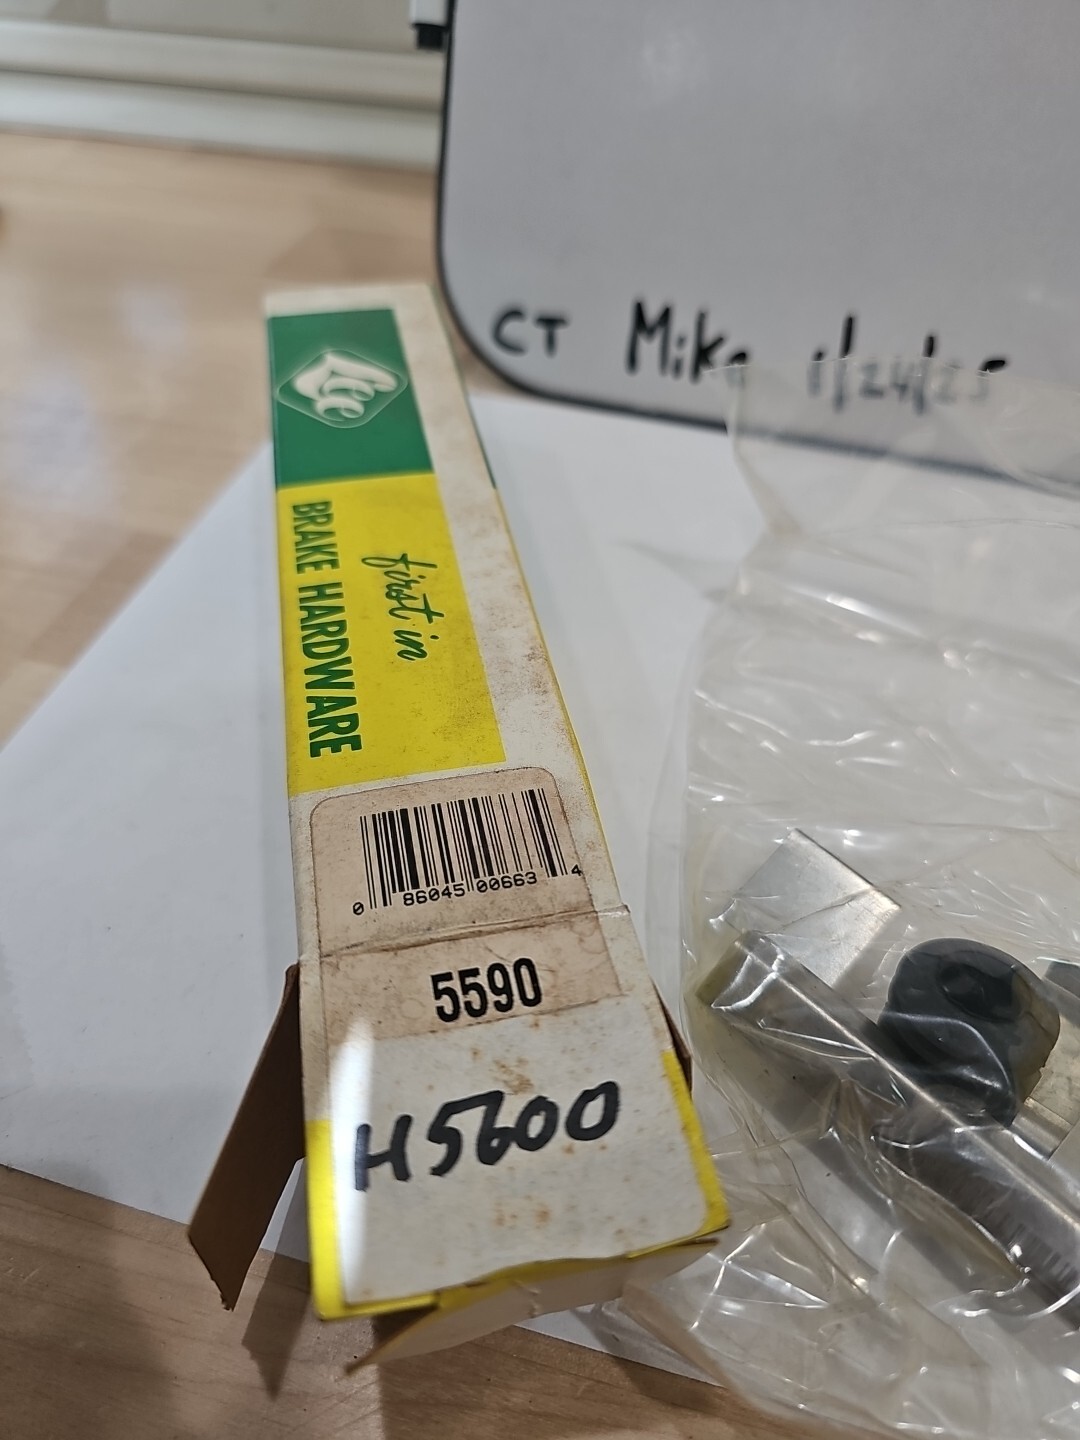 CT Mike 1/24/25
Lee
first in
BRAKE HARDWARE
0 86045 00663 4
5590
H5600